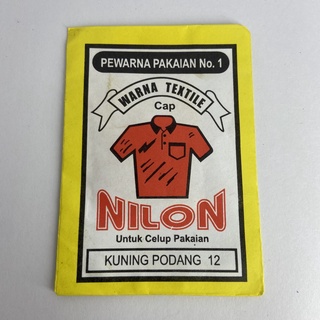 PEWARNA PAKAIAN No. 1
WARNA TEXTILE
Cap
NILON
Untuk Celup Pakaian
KUNING PODANG 12